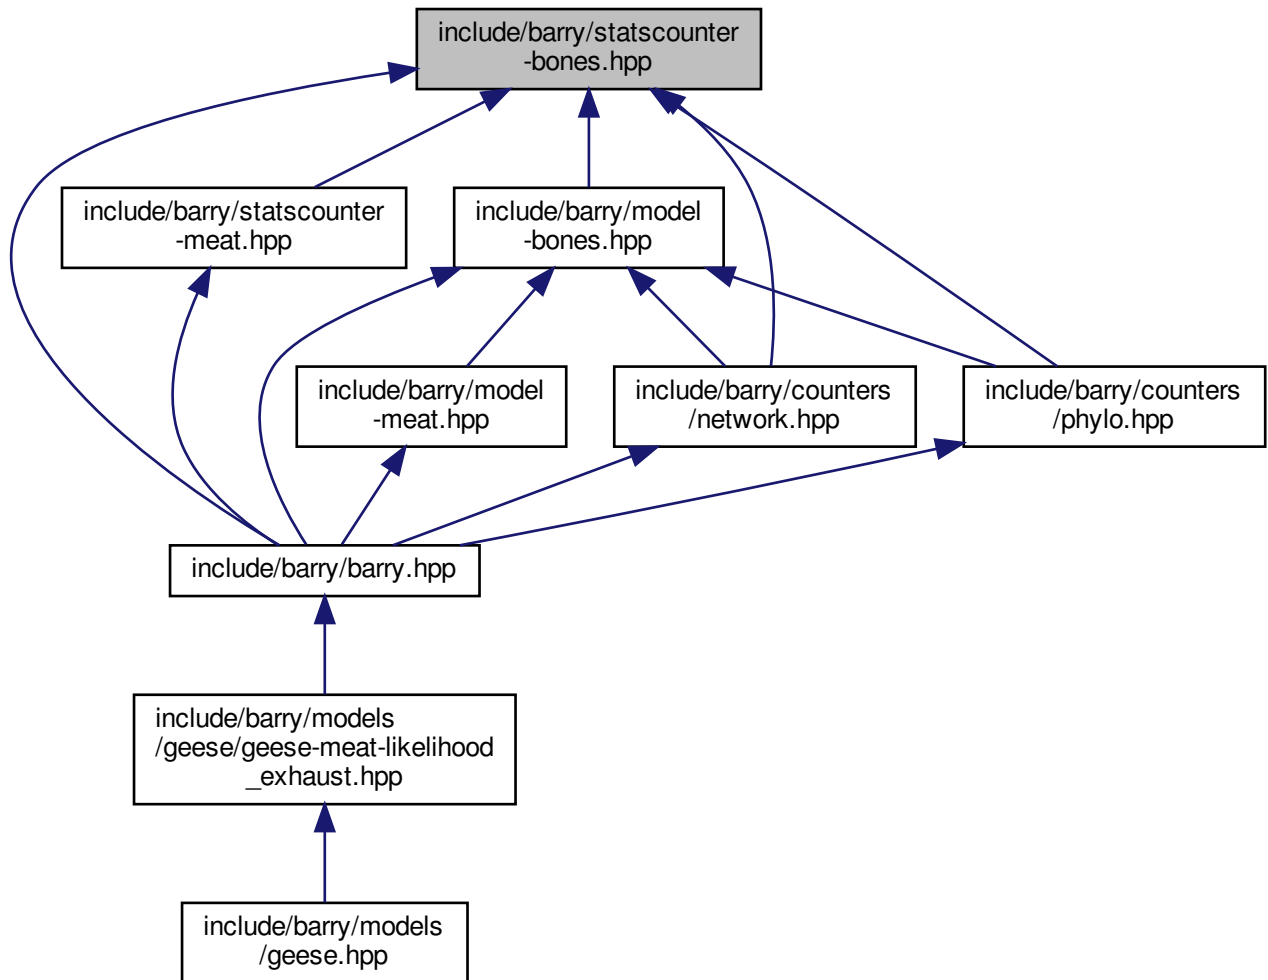 include/barry/statscounter
-bones.hpp
include/barry/statscounter
-meat.hpp
include/barry/model
-bones.hpp
include/barry/model
-meat.hpp
include/barry/counters
/network.hpp
include/barry/counters
/phylo.hpp
include/barry/barry.hpp
include/barry/models
/geese/geese-meat-likelihood
_exhaust.hpp
include/barry/models
/geese.hpp